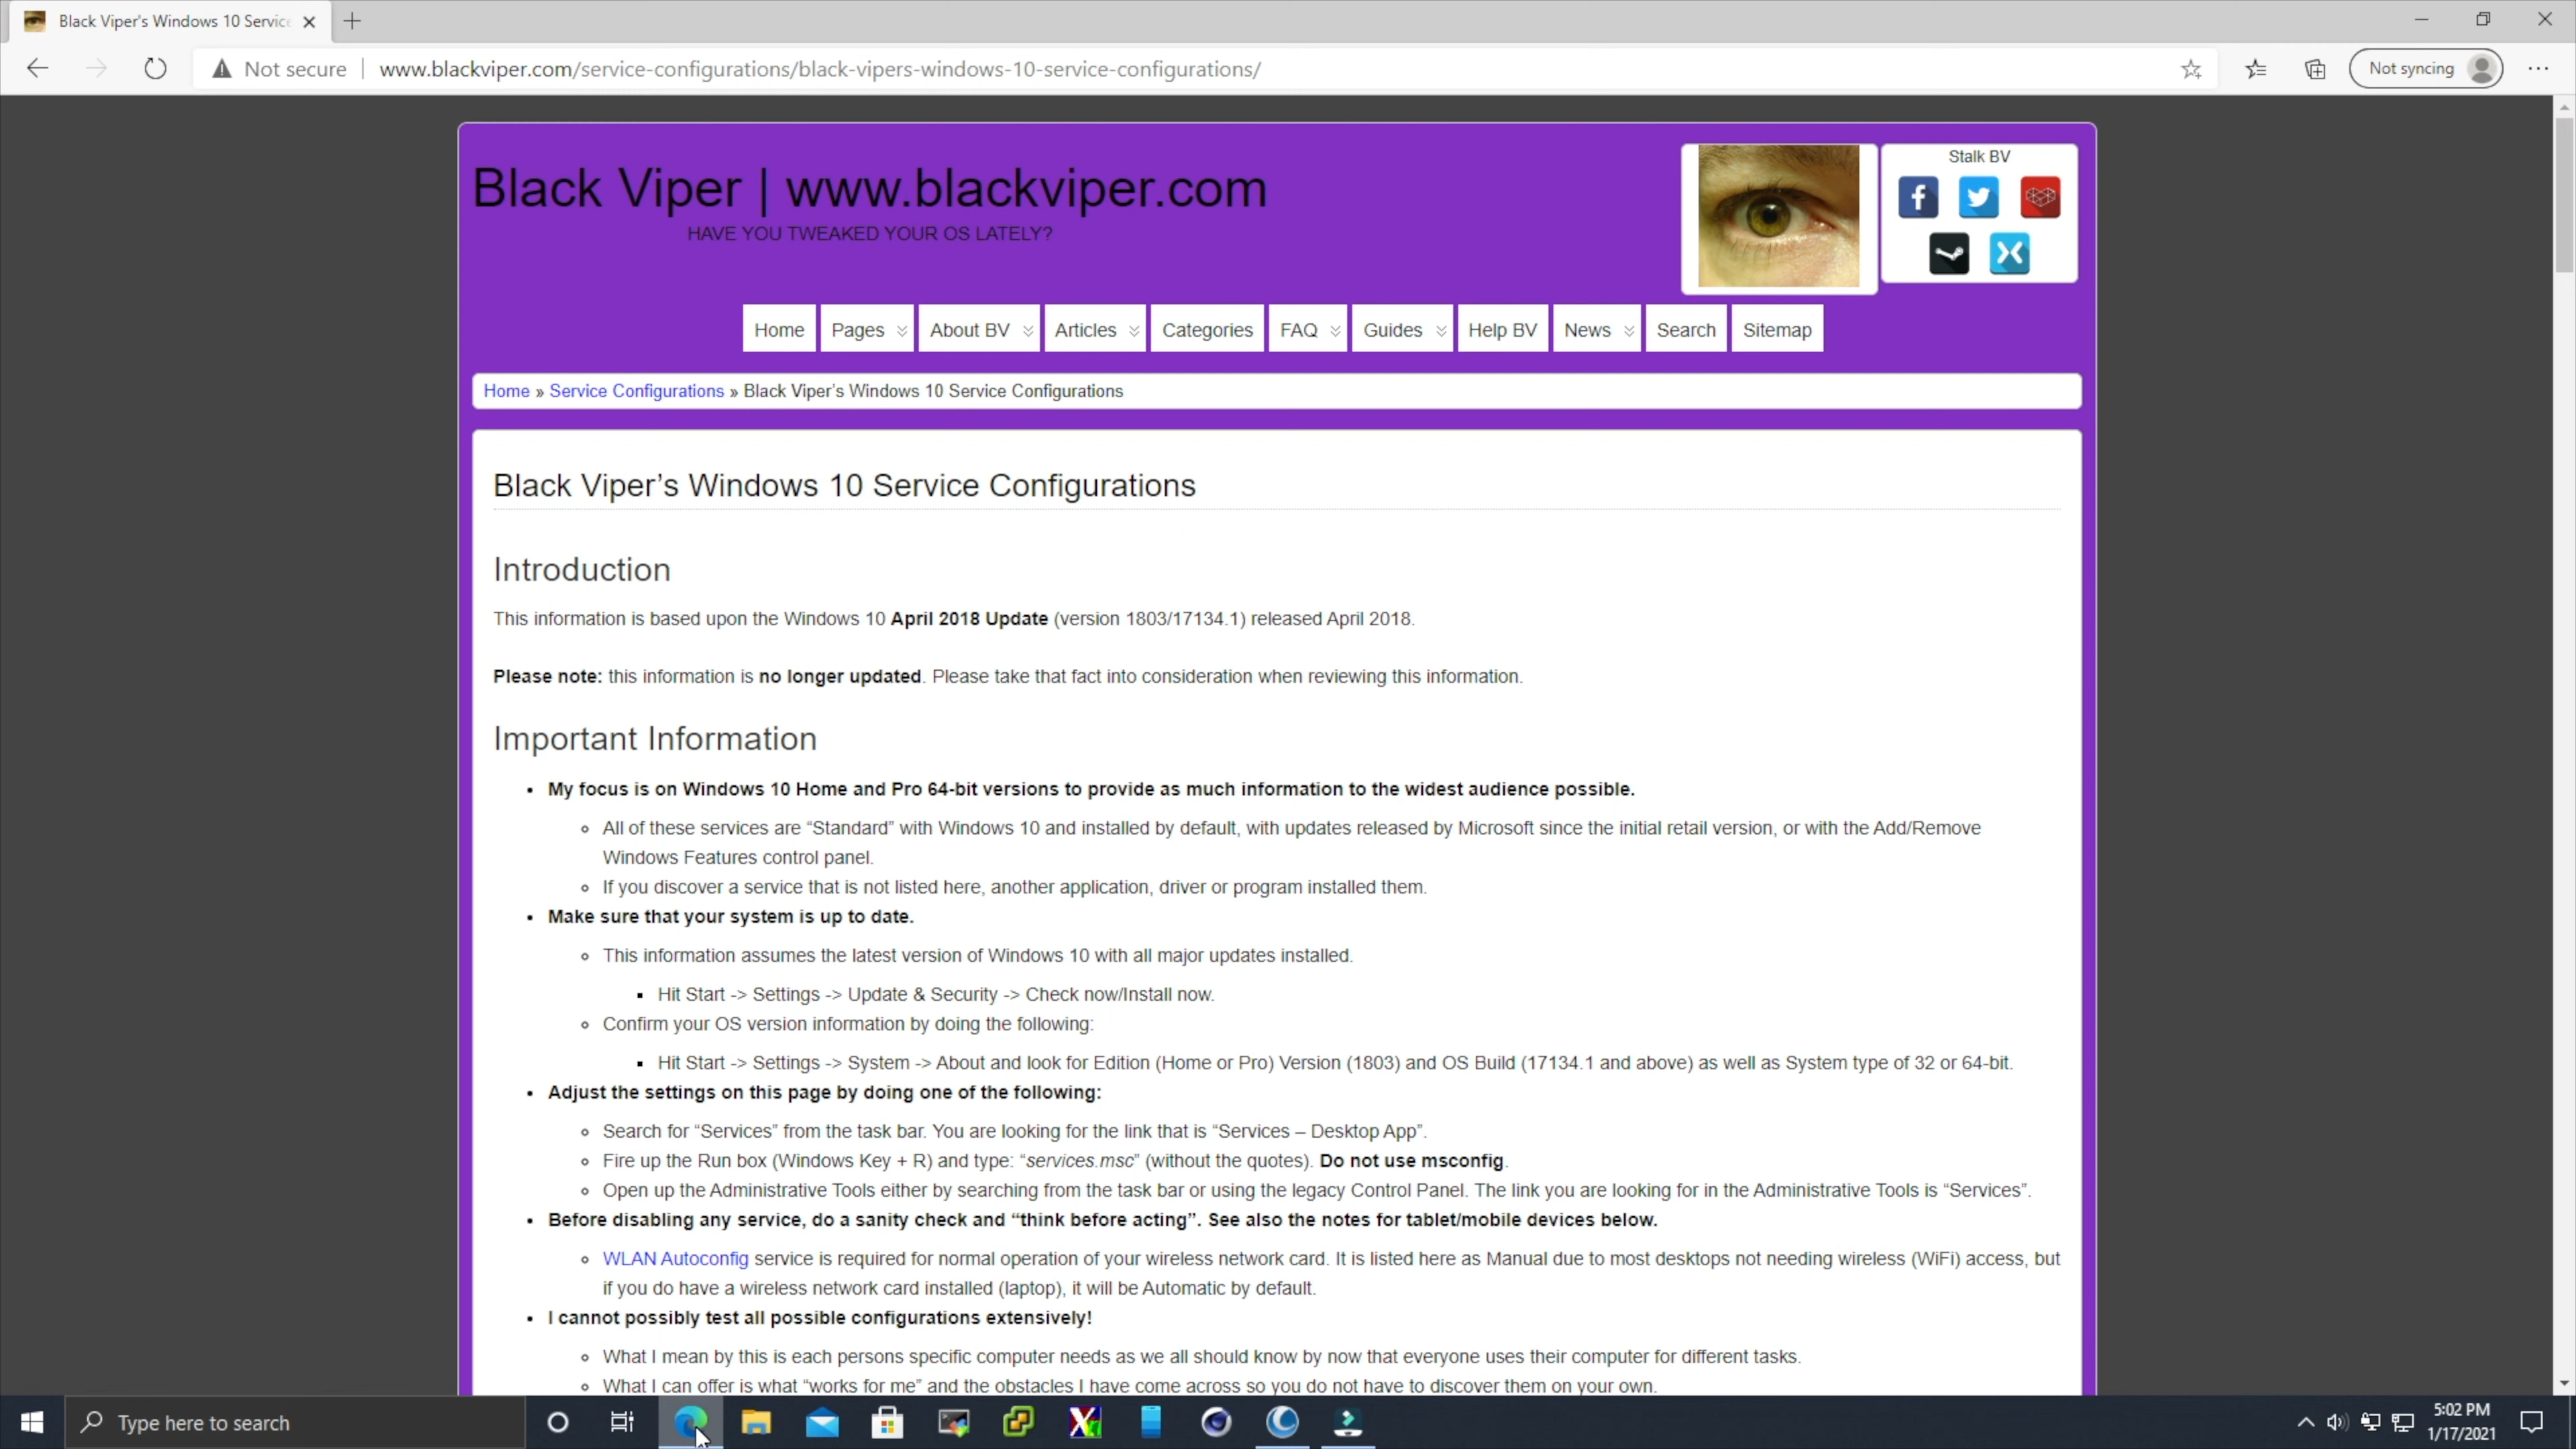 Black Viper's Windows 10 Servic
Not secure
www.blackviper.com/service-configurations/black-vipers-windows-10-service-configurations/
Not syncing
Black Viper | www.blackviper.com
HAVE YOU TWEAKED YOUR OS LATELY?
Stalk BV
Home Pages About BV Articles Categories FAQ Guides Help BV News Search Sitemap
Home » Service Configurations » Black Viper’s Windows 10 Service Configurations
Black Viper’s Windows 10 Service Configurations
Introduction
This information is based upon the Windows 10 April 2018 Update (version 1803/17134.1) released April 2018.
Please note: this information is no longer updated. Please take that fact into consideration when reviewing this information.
Important Information
• My focus is on Windows 10 Home and Pro 64-bit versions to provide as much information to the widest audience possible.
◦ All of these services are “Standard” with Windows 10 and installed by default, with updates released by Microsoft since the initial retail version, or with the Add/Remove
Windows Features control panel.
◦ If you discover a service that is not listed here, another application, driver or program installed them.
• Make sure that your system is up to date.
◦ This information assumes the latest version of Windows 10 with all major updates installed.
▪ Hit Start -> Settings -> Update & Security -> Check now/Install now.
◦ Confirm your OS version information by doing the following:
▪ Hit Start -> Settings -> System -> About and look for Edition (Home or Pro) Version (1803) and OS Build (17134.1 and above) as well as System type of 32 or 64-bit.
• Adjust the settings on this page by doing one of the following:
◦ Search for “Services” from the task bar. You are looking for the link that is “Services – Desktop App”.
◦ Fire up the Run box (Windows Key + R) and type: “services.msc” (without the quotes). Do not use msconfig.
◦ Open up the Administrative Tools either by searching from the task bar or using the legacy Control Panel. The link you are looking for in the Administrative Tools is “Services”.
• Before disabling any service, do a sanity check and “think before acting”. See also the notes for tablet/mobile devices below.
◦ WLAN Autoconfig service is required for normal operation of your wireless network card. It is listed here as Manual due to most desktops not needing wireless (WiFi) access, but
if you do have a wireless network card installed (laptop), it will be Automatic by default.
• I cannot possibly test all possible configurations extensively!
◦ What I mean by this is each persons specific computer needs as we all should know by now that everyone uses their computer for different tasks.
◦ What I can offer is what “works for me” and the obstacles I have come across so you do not have to discover them on your own.
Type here to search
5:02 PM
1/17/2021